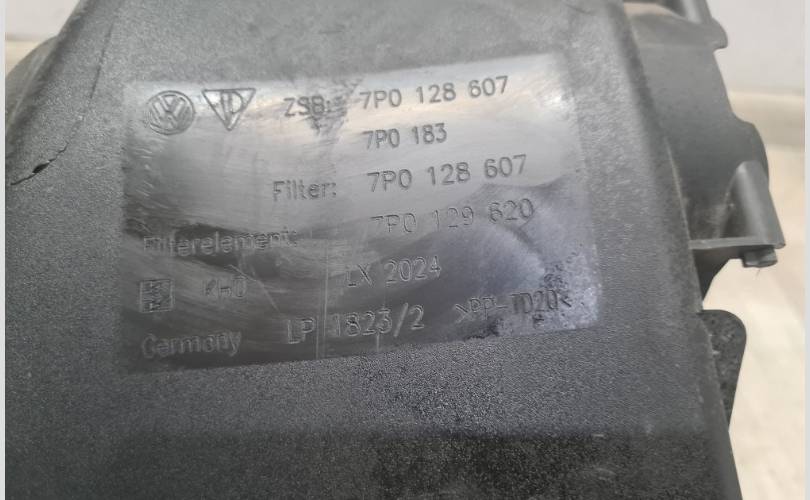 ZSB: 7P0 128 607
7P0 183
Filter: 7P0 128 607
Filterelement: 7P0 129 620
LX 2024
Germany LP 1823/2 >PP-TD20<